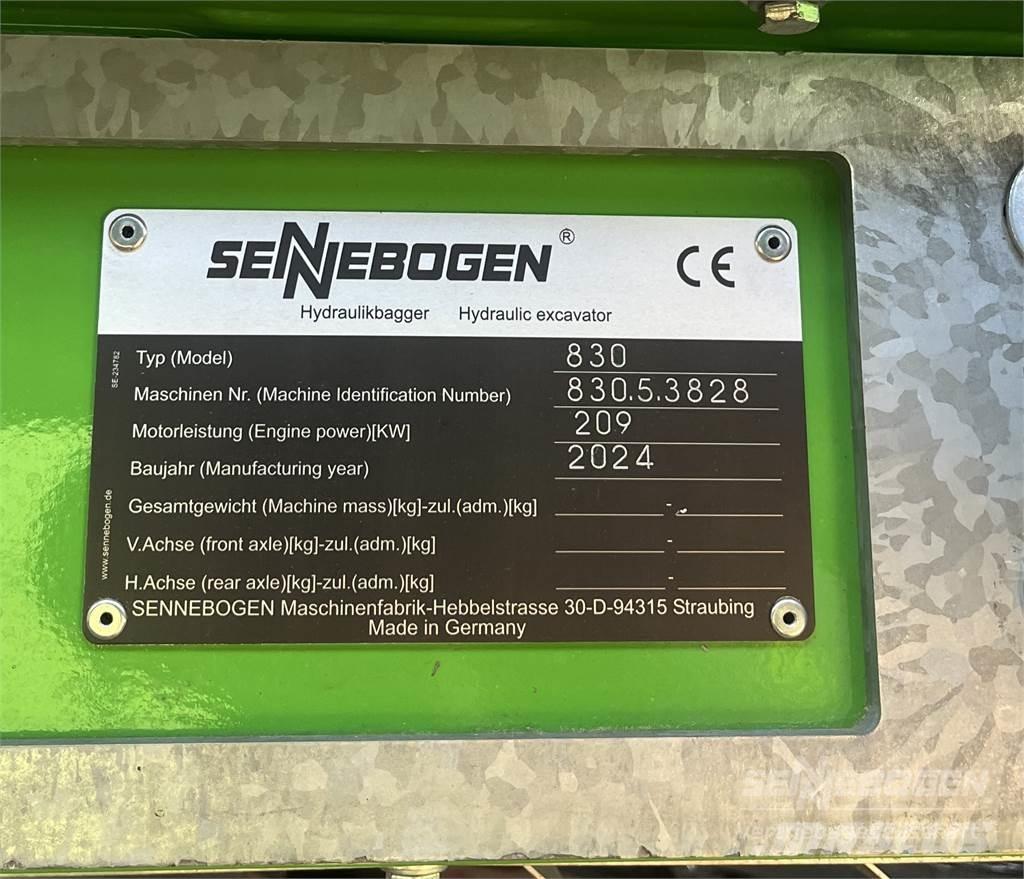 SENNEBOGEN ®
CE
Hydraulikbagger Hydraulic excavator
SE-234782
Typ (Model) 830
Maschinen Nr. (Machine Identification Number) 830.5.3828
Motorleistung (Engine power)[KW] 209
Baujahr (Manufacturing year) 2024
Gesamtgewicht (Machine mass)[kg]-zul.(adm.)[kg] -
V.Achse (front axle)[kg]-zul.(adm.)[kg] -
H.Achse (rear axle)[kg]-zul.(adm.)[kg] -
www.sennebogen.de
SENNEBOGEN Maschinenfabrik-Hebbelstrasse 30-D-94315 Straubing
Made in Germany
SENNEBOGEN